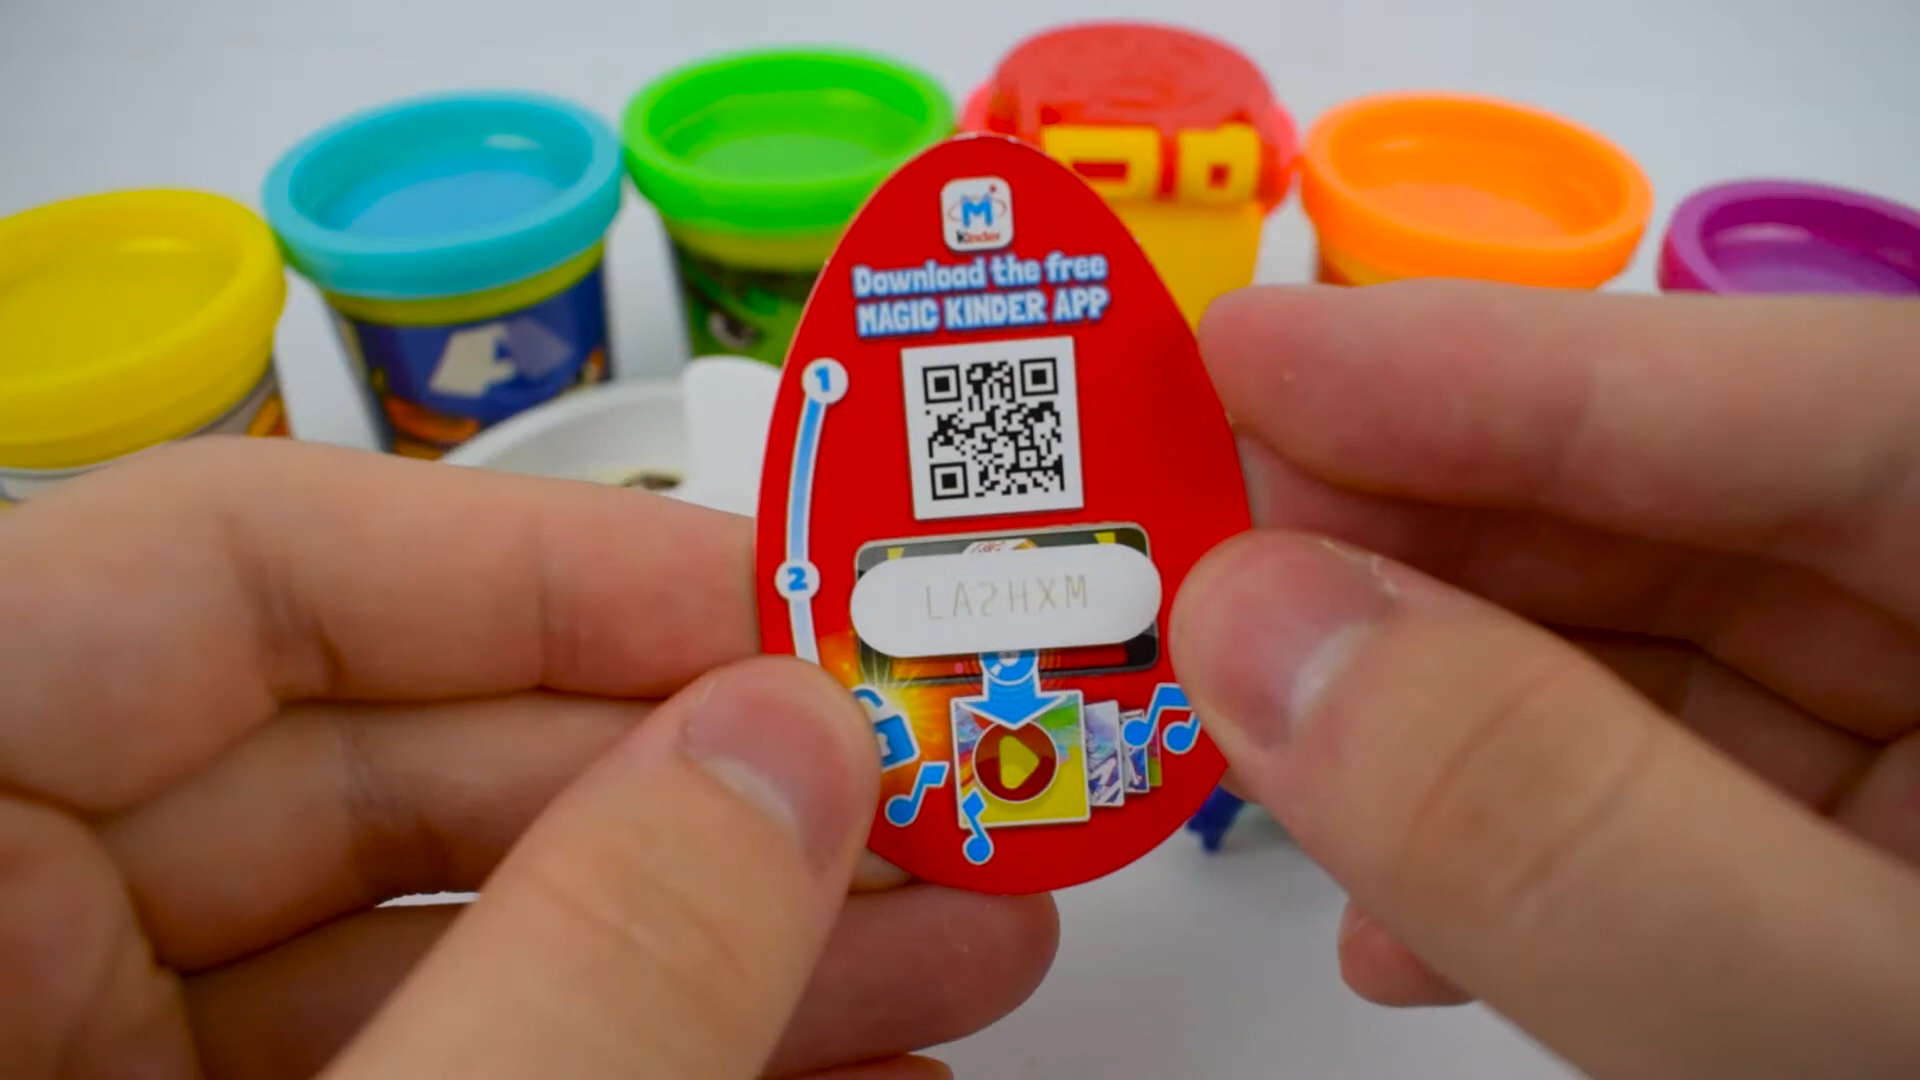 M
Kinder
Download the free
MAGIC KINDER APP
1
2
LASHXM